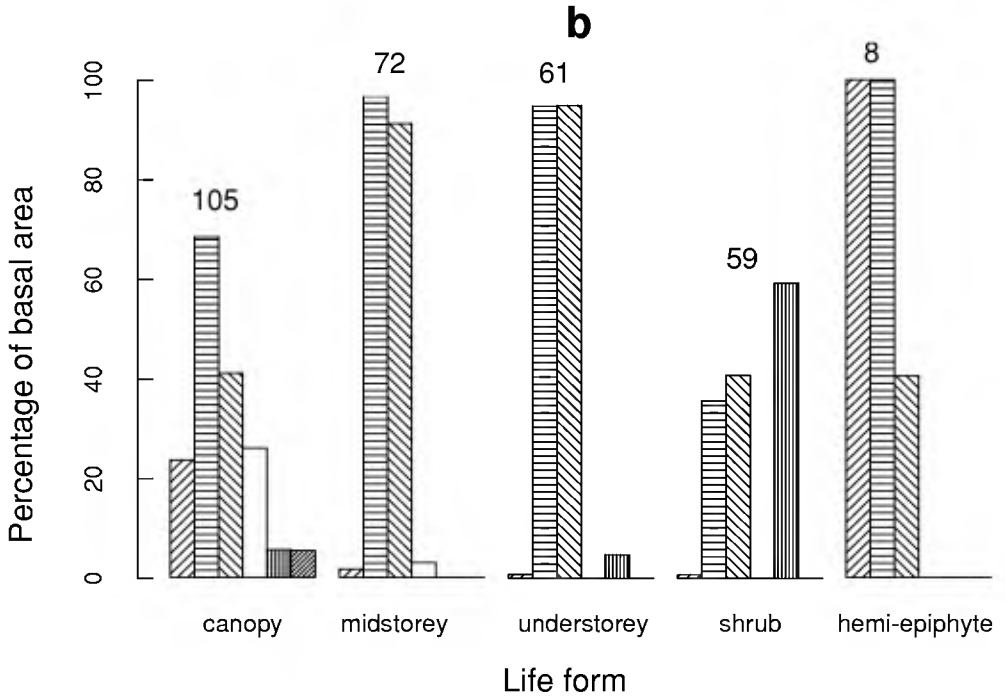 b
Percentage of basal area
100
80
60
40
20
0
105
72
61
59
8
canopy
midstorey
understorey
shrub
hemi-epiphyte
Life form